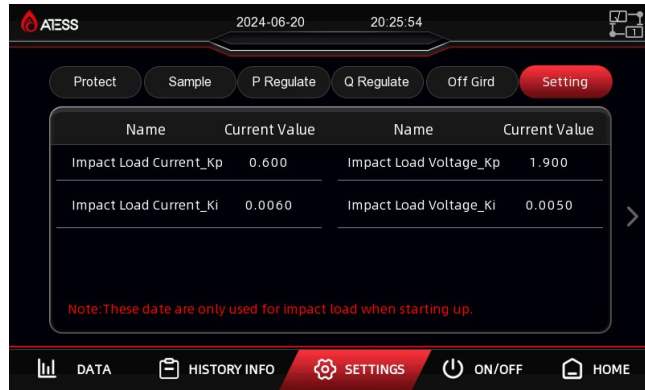 ATESS 2024-06-20 20:25:54
1
Protect Sample P Regulate Q Regulate Off Gird Setting
Name Current Value Name Current Value
Impact Load Current_Kp 0.600 Impact Load Voltage_Kp 1.900
Impact Load Current_Ki 0.0060 Impact Load Voltage_Ki 0.0050
Note:These date are only used for impact load when starting up.
DATA HISTORY INFO SETTINGS ON/OFF HOME